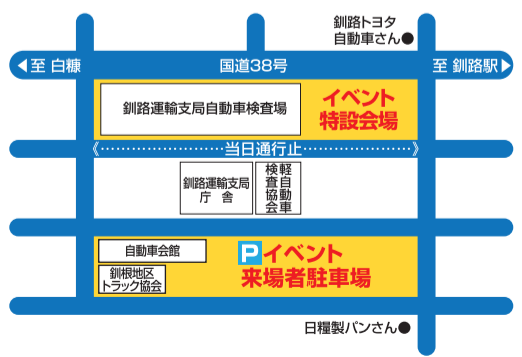 釧路トヨタ
自動車さん●
◀至 白糠
国道38号
至 釧路駅▶
釧路運輸支局自動車検査場
イベント
特設会場
《‥‥‥‥‥‥当日通行止‥‥‥‥‥‥》
釧路運輸支局
庁 舎
軽自動車
検査協会
自動車会館
釧根地区
トラック協会
Pイベント
来場者駐車場
日糧製パンさん●